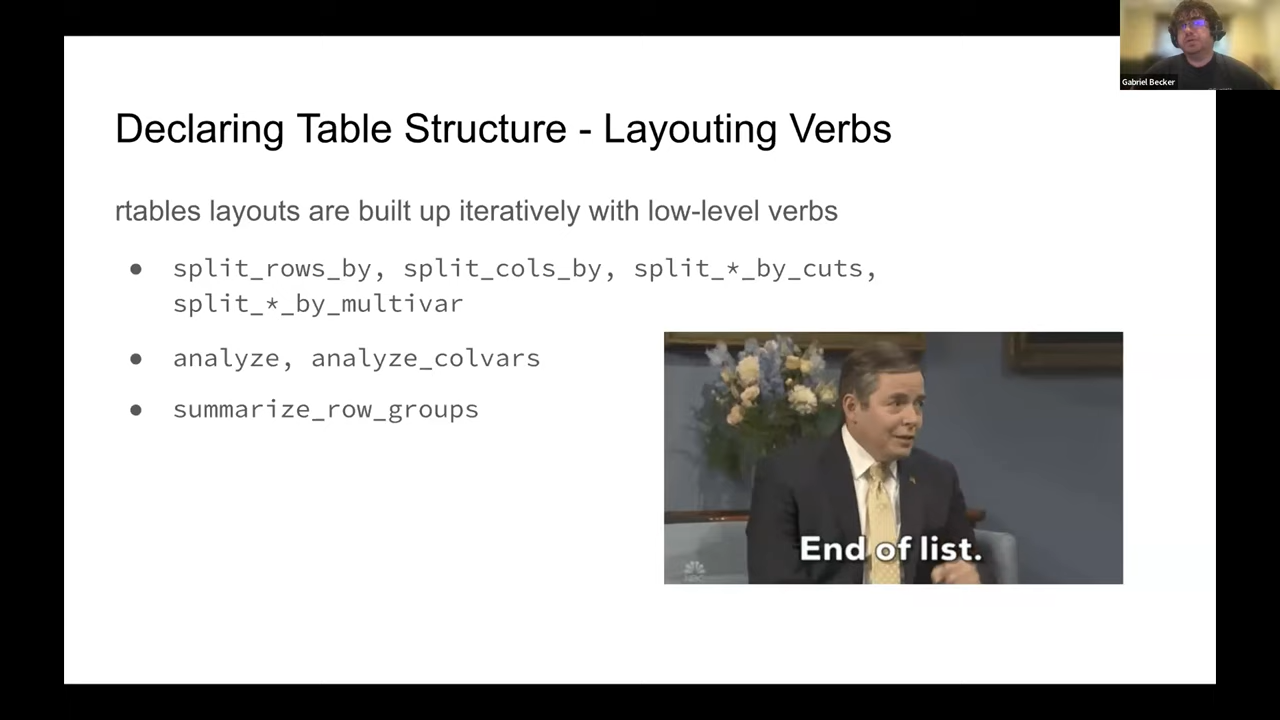 Gabriel Becker
Declaring Table Structure - Layouting Verbs
rtables layouts are built up iteratively with low-level verbs
● split_rows_by, split_cols_by, split_*_by_cuts,
split_*_by_multivar
● analyze, analyze_colvars
● summarize_row_groups
End of list.
NBC